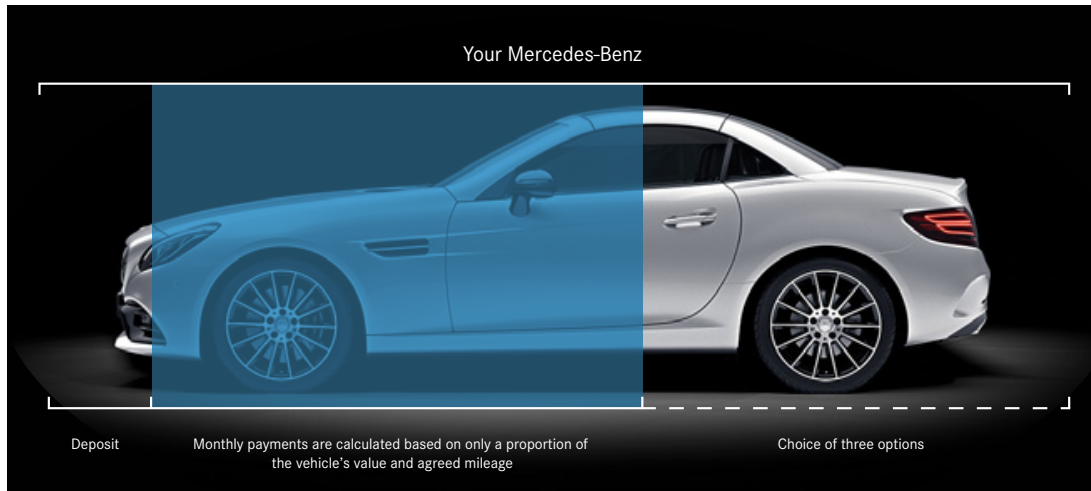 Your Mercedes-Benz
Deposit
Monthly payments are calculated based on only a proportion of
the vehicle's value and agreed mileage
Choice of three options